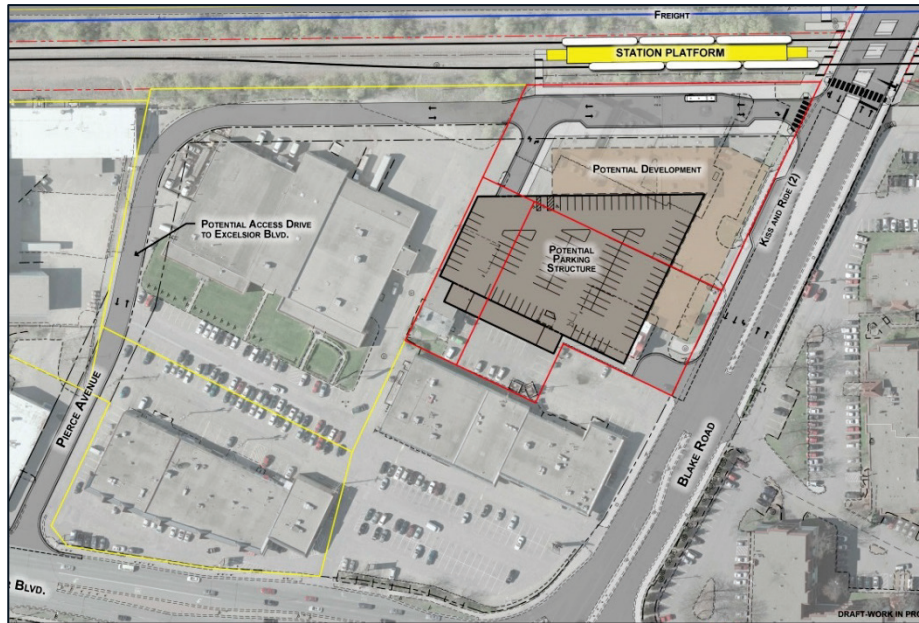 FREIGHT
STATION PLATFORM
POTENTIAL DEVELOPMENT
KISS AND RIDE (2)
POTENTIAL ACCESS DRIVE
TO EXCELSIOR BLVD.
POTENTIAL
PARKING
STRUCTURE
PIERCE AVENUE
BLAKE ROAD
BLVD.
DRAFT-WORK IN PRO